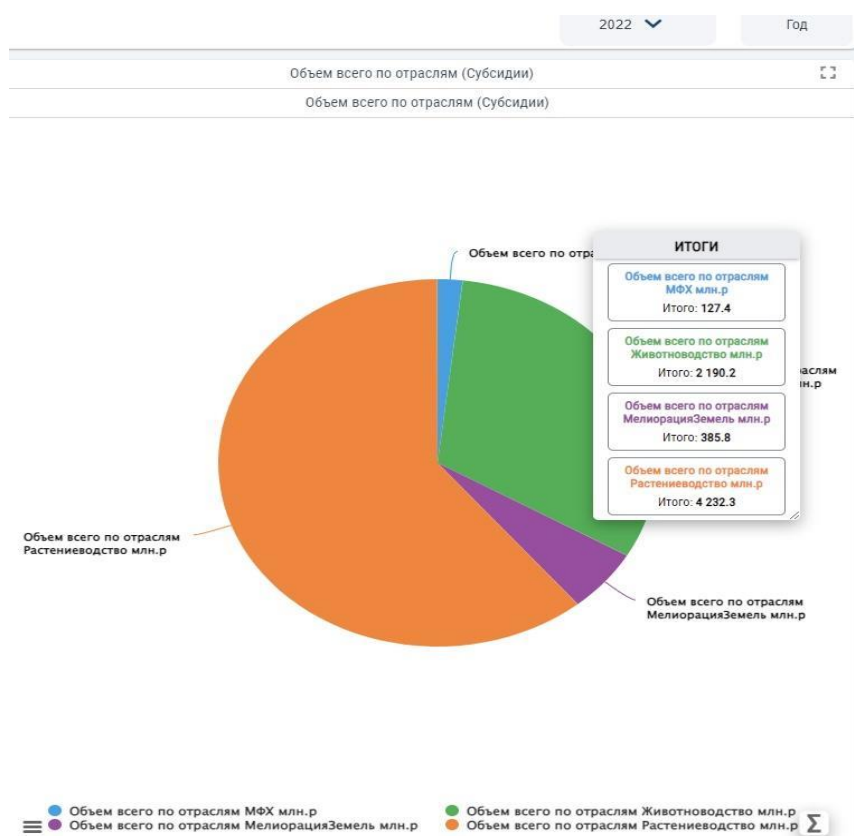 2022
Год
Объем всего по отраслям (Субсидии)
Объем всего по отраслям (Субсидии)
Объем всего по
ИТОГИ
Объем всего по отраслям
МФХ млн.р
Итого: 127.4
Объем всего по отраслям
Животноводство млн.р
Итого: 2 190.2
Объем всего по отраслям
МелиорацияЗемель млн.р
Итого: 385.8
Объем всего по отраслям
Растениеводство млн.р
Итого: 4 232.3
Объем всего по отраслям
Растениеводство млн.р
Объем всего по отраслям
МелиорацияЗемель млн.р
Объем всего по отраслям МФХ млн.р
Объем всего по отраслям Животноводство млн.р
Объем всего по отраслям МелиорацияЗемель млн.р
Объем всего по отраслям Растениеводство млн.р
Σ